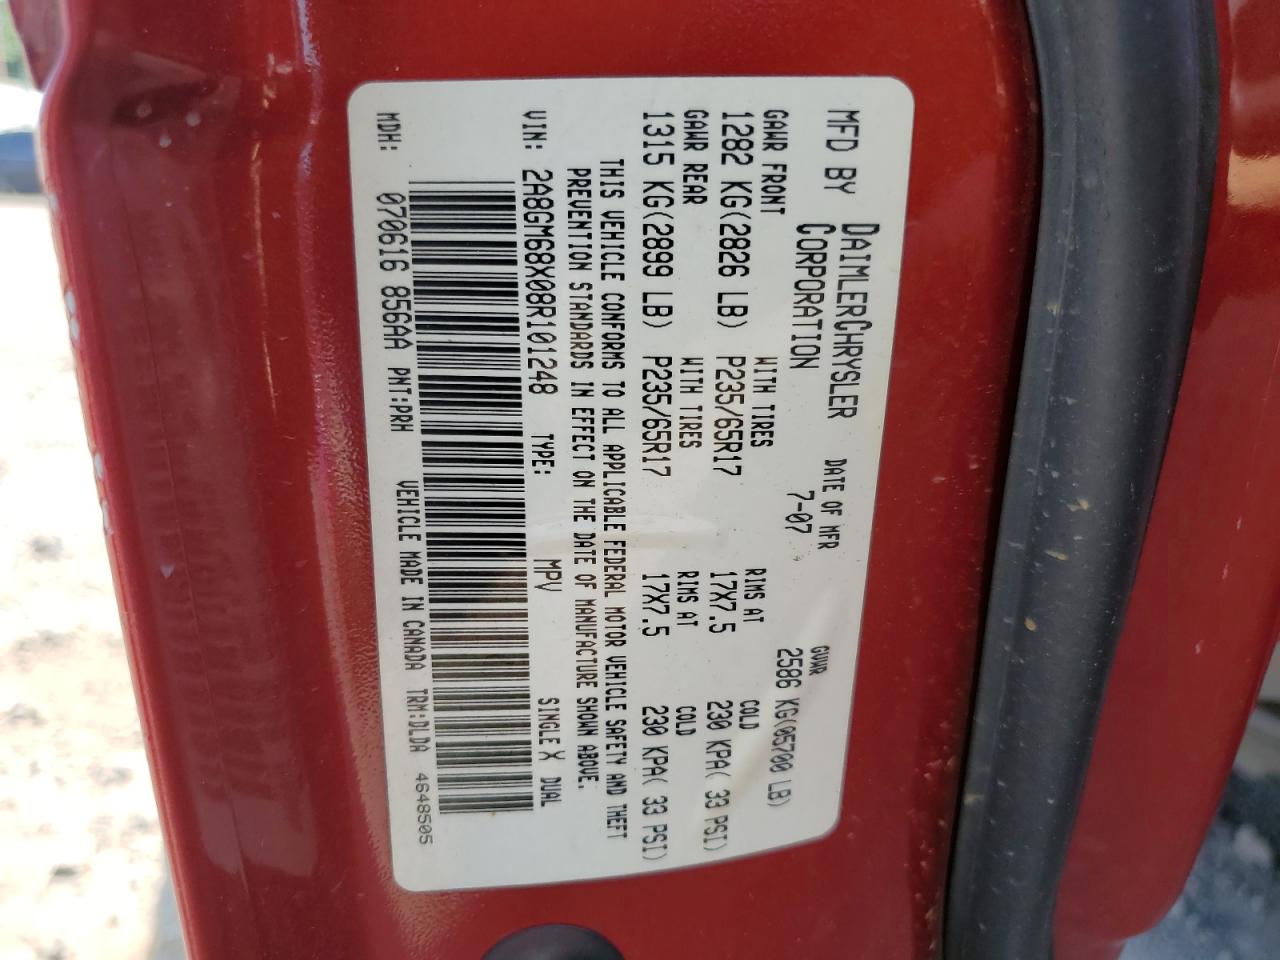 MFD BY DAIMLERCHRYSLER CORPORATION DATE OF MFR 7-07 GVWR 2586 KG(05700 LB)
GAWR FRONT WITH TIRES RIMS AT COLD
1282 KG(2826 LB) P235/65R17 17X7.5 230 KPA( 33 PSI)
GAWR REAR WITH TIRES RIMS AT COLD
1315 KG(2899 LB) P235/65R17 17X7.5 230 KPA( 33 PSI)
THIS VEHICLE CONFORMS TO ALL APPLICABLE FEDERAL MOTOR VEHICLE SAFETY AND THEFT
PREVENTION STANDARDS IN EFFECT ON THE DATE OF MANUFACTURE SHOWN ABOVE.
VIN: 2A8GM68X08R101248 TYPE: MPV SINGLE X DUAL
MDH: 070616 856AA PNT:PRH VEHICLE MADE IN CANADA TRM:DLDA 4648505